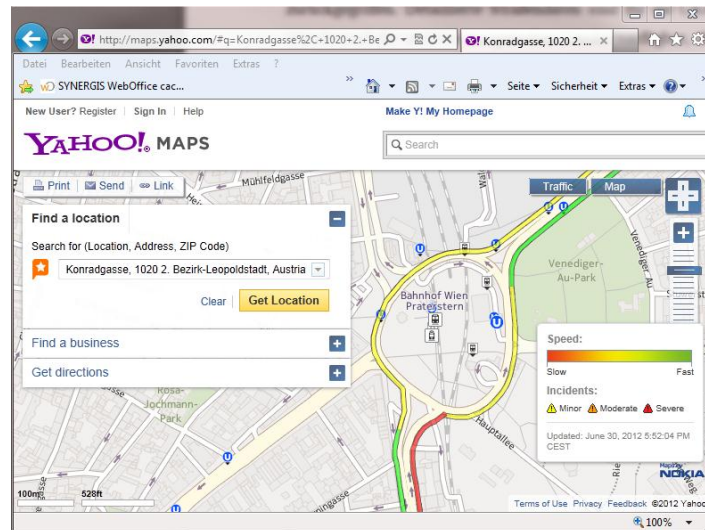 http://maps.yahoo.com/#q=Konradgasse%2C+1020+2.+Be
Konradgasse, 1020 2. ...
Datei Bearbeiten Ansicht Favoriten Extras ?
SYNERGIS WebOffice cac...
Seite Sicherheit Extras
New User? Register Sign In Help
Make Y! My Homepage
YAHOO! MAPS
Search
Print Send Link
Mühlfeldgasse
Traffic Map
Find a location
Search for (Location, Address, ZIP Code)
Konradgasse, 1020 2. Bezirk-Leopoldstadt, Austria
Clear Get Location
Find a business
Get directions
Venediger-
Au-Park
Venediger Au
Bahnhof Wien
Praterstern
Rosa-
Jochmann-
Park
Hauptallee
Speed:
Slow Fast
Incidents:
Minor Moderate Severe
Updated: June 30, 2012 5:52:04 PM
CEST
NOKIA
100m 528ft
Terms of Use Privacy Feedback ©2012 Yahoo
100%